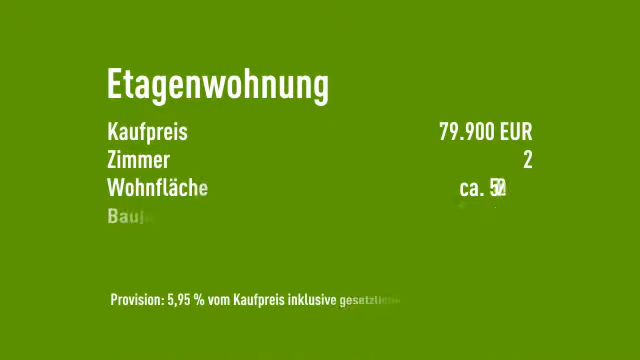 Etagenwohnung
Kaufpreis 79.900 EUR
Zimmer 2
Wohnfläche ca.
Provision: 5,95 % vom Kaufpreis inklusive